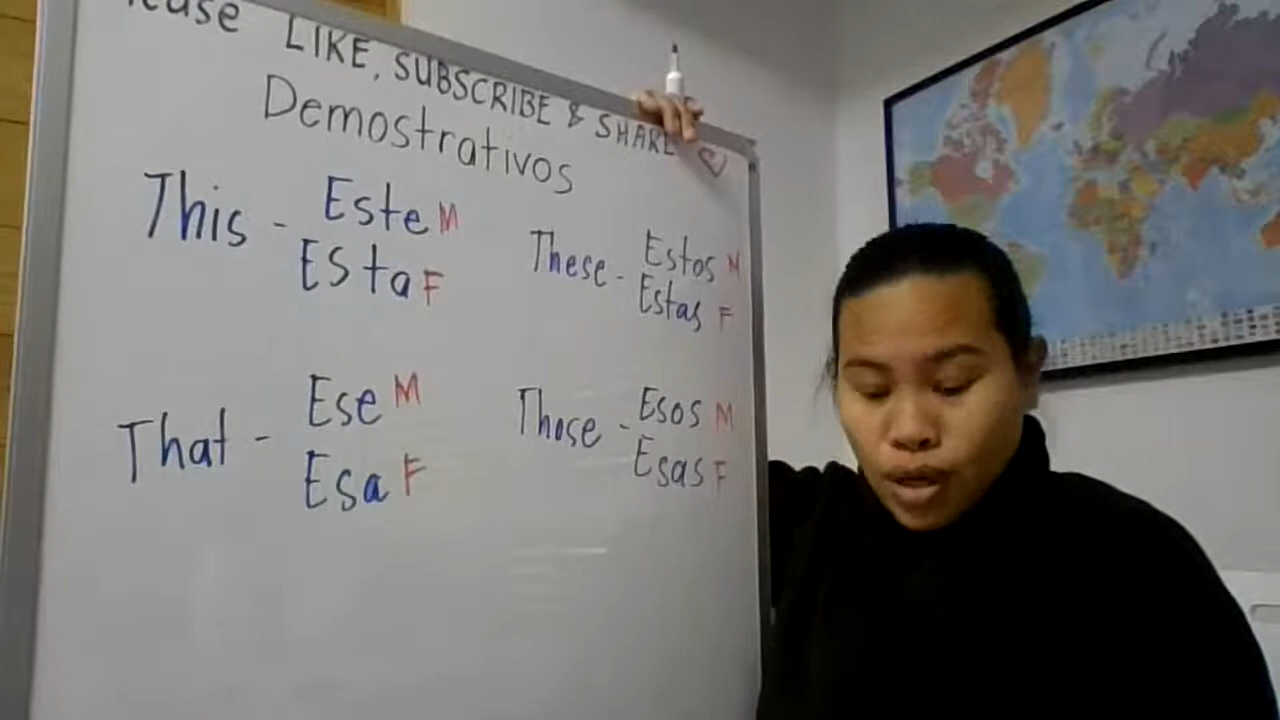 LIKE, SUBSCRIBE & SHARE
Demostrativos
This - Este M
Esta F
These - Estos M
Estas F
That - Ese M
Esa F
Those - Esos M
Esas F